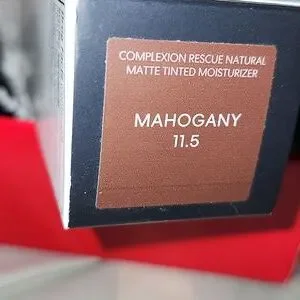 COMPLEXION RESCUE NATURAL
MATTE TINTED MOISTURIZER
MAHOGANY
11.5